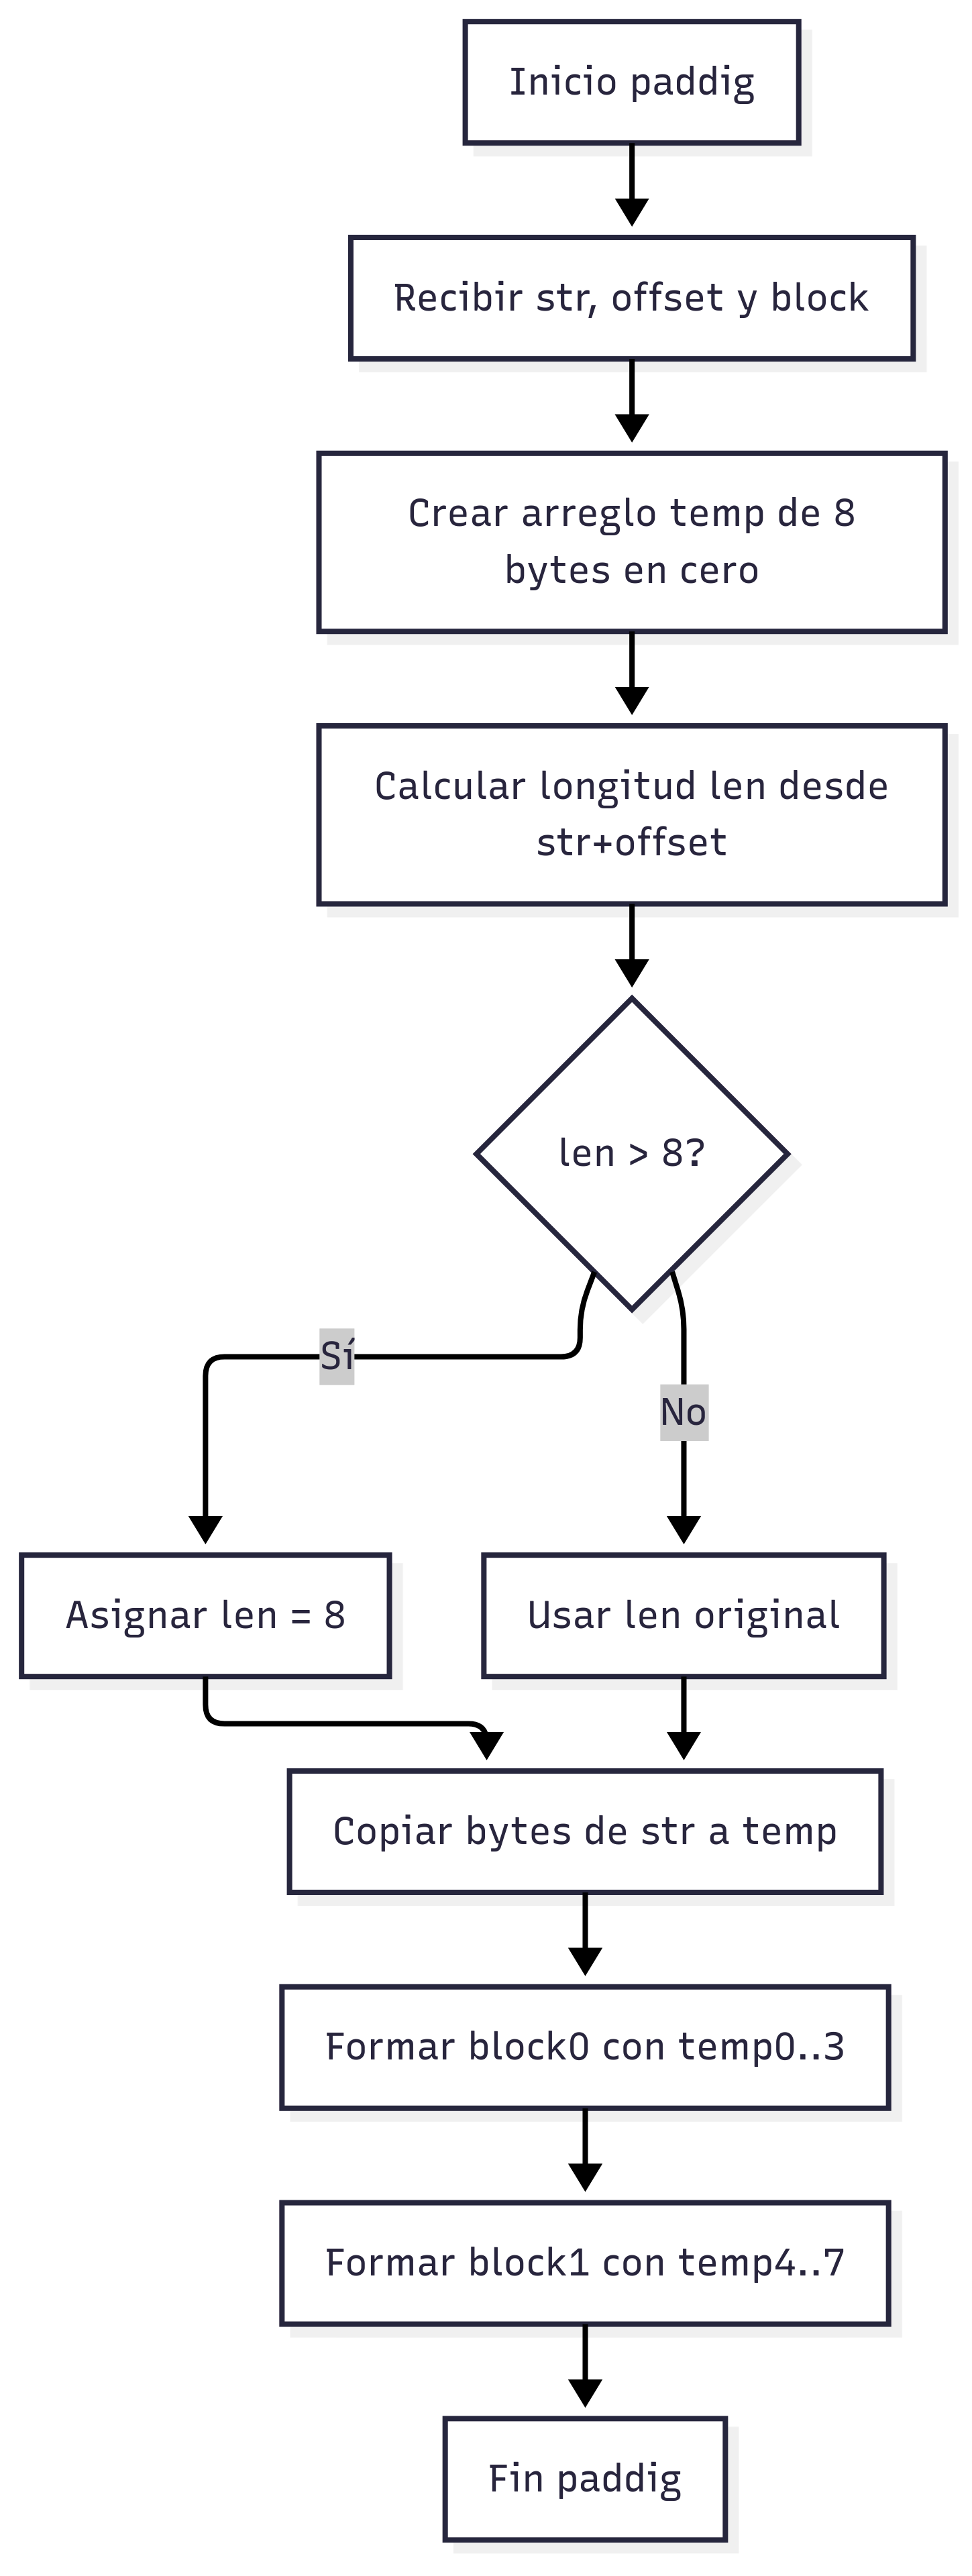 Inicio paddig
Recibir str, offset y block
Crear arreglo temp de 8
bytes en cero
Calcular longitud len desde
str+offset
len > 8?
Sí
No
Asignar len = 8
Usar len original
Copiar bytes de str a temp
Formar block0 con temp0..3
Formar block1 con temp4..7
Fin paddig